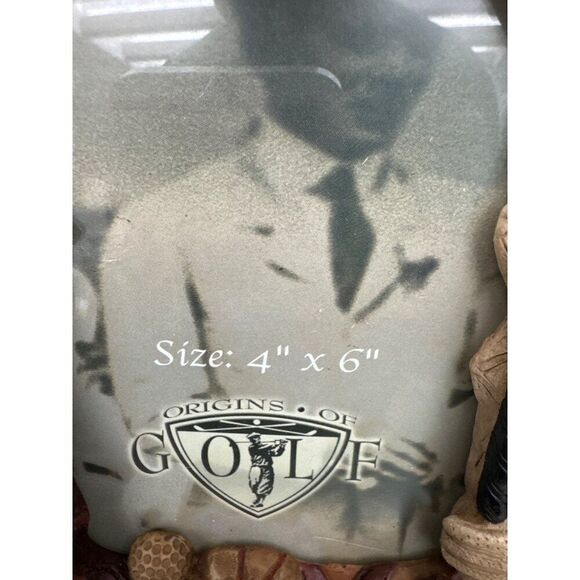 Size: 4" x 6"
ORIGINS • OF
GOLF